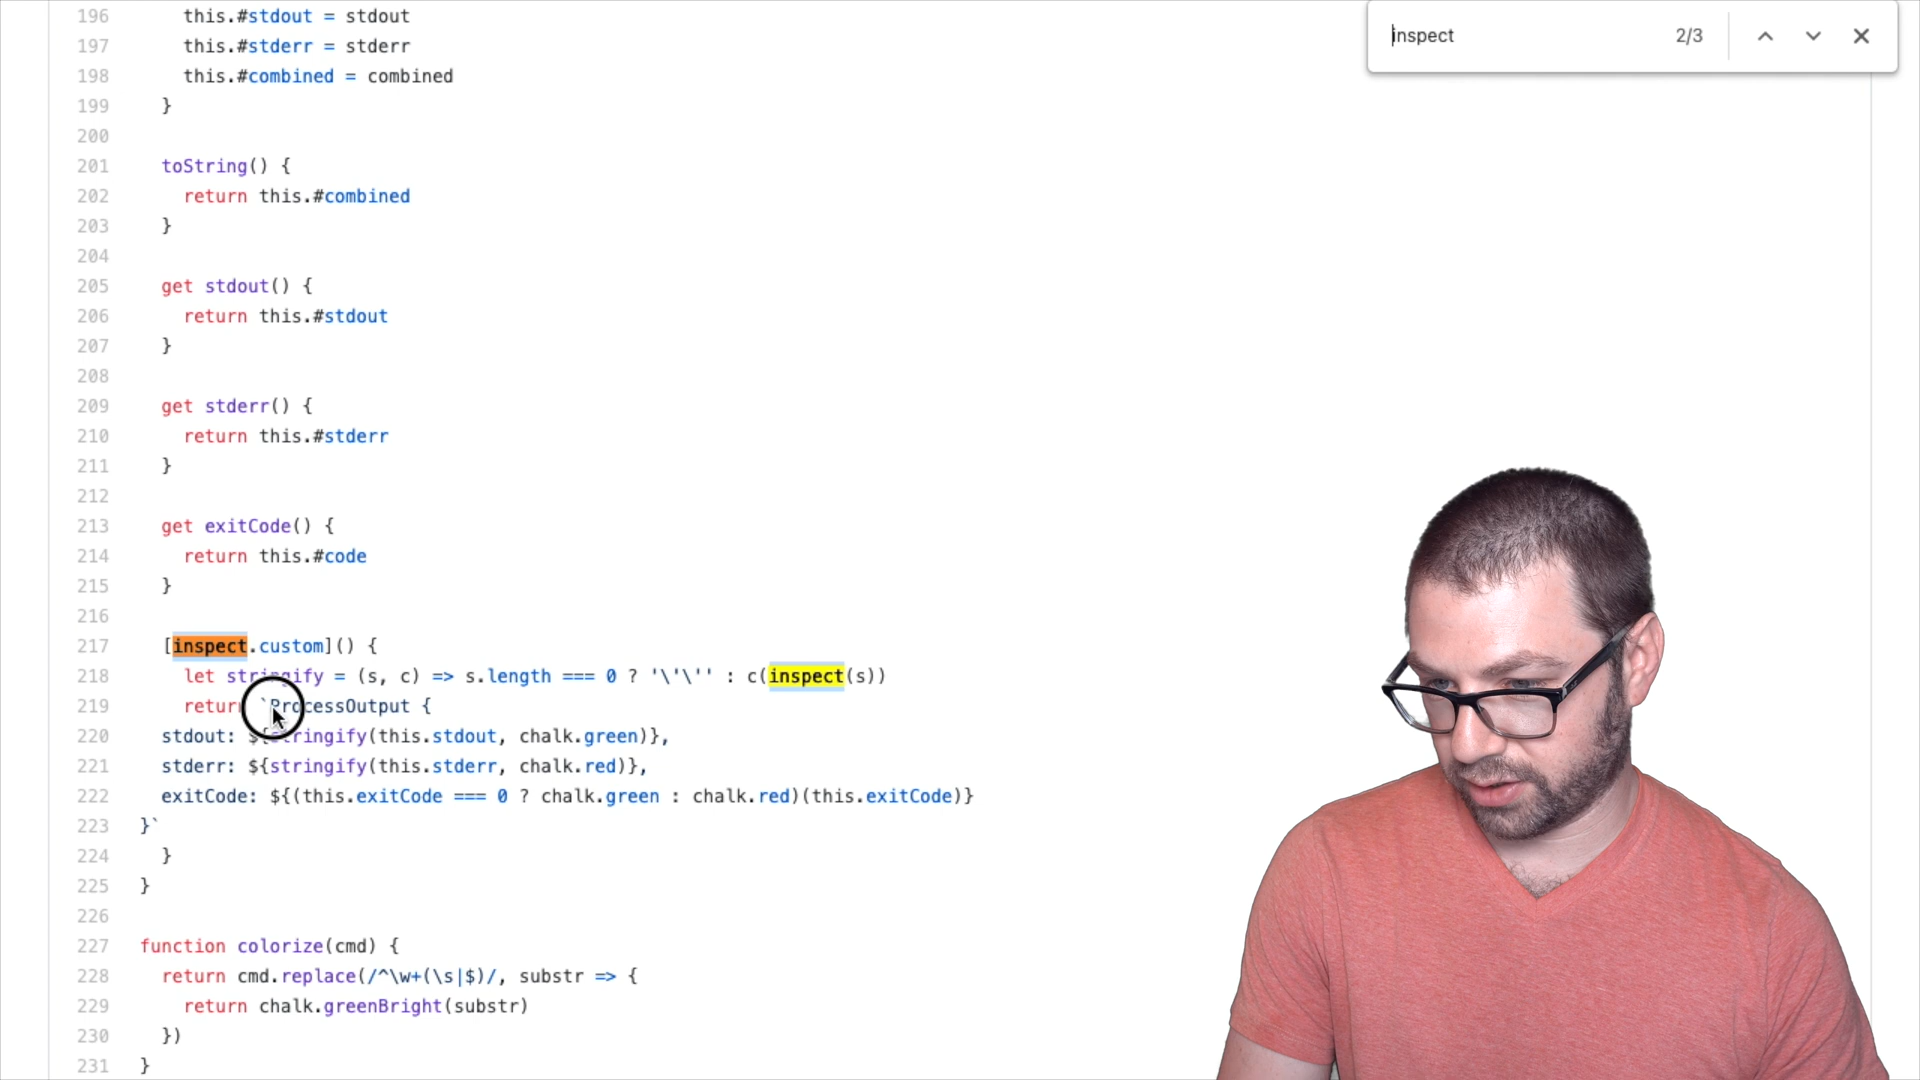 inspect 2/3
196 this.#stdout = stdout
197 this.#stderr = stderr
198 this.#combined = combined
199 }
200
201 toString() {
202 return this.#combined
203 }
204
205 get stdout() {
206 return this.#stdout
207 }
208
209 get stderr() {
210 return this.#stderr
211 }
212
213 get exitCode() {
214 return this.#code
215 }
216
217 [inspect.custom]() {
218 let stringify = (s, c) => s.length === 0 ? '\'\'' : c(inspect(s))
219 return `ProcessOutput {
220 stdout: ${stringify(this.stdout, chalk.green)},
221 stderr: ${stringify(this.stderr, chalk.red)},
222 exitCode: ${(this.exitCode === 0 ? chalk.green : chalk.red)(this.exitCode)}
223 }`
224 }
225 }
226
227 function colorize(cmd) {
228 return cmd.replace(/^\w+(\s|$)/, substr => {
229 return chalk.greenBright(substr)
230 })
231 }